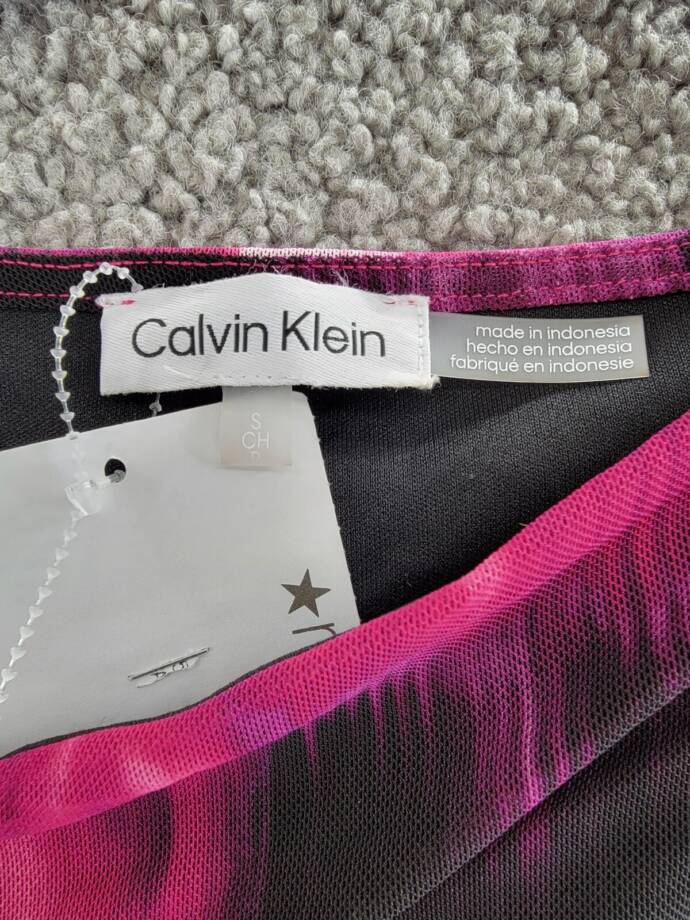 Calvin Klein
made in indonesia
hecho en indonesia
fabriqué en indonesie
S
CH